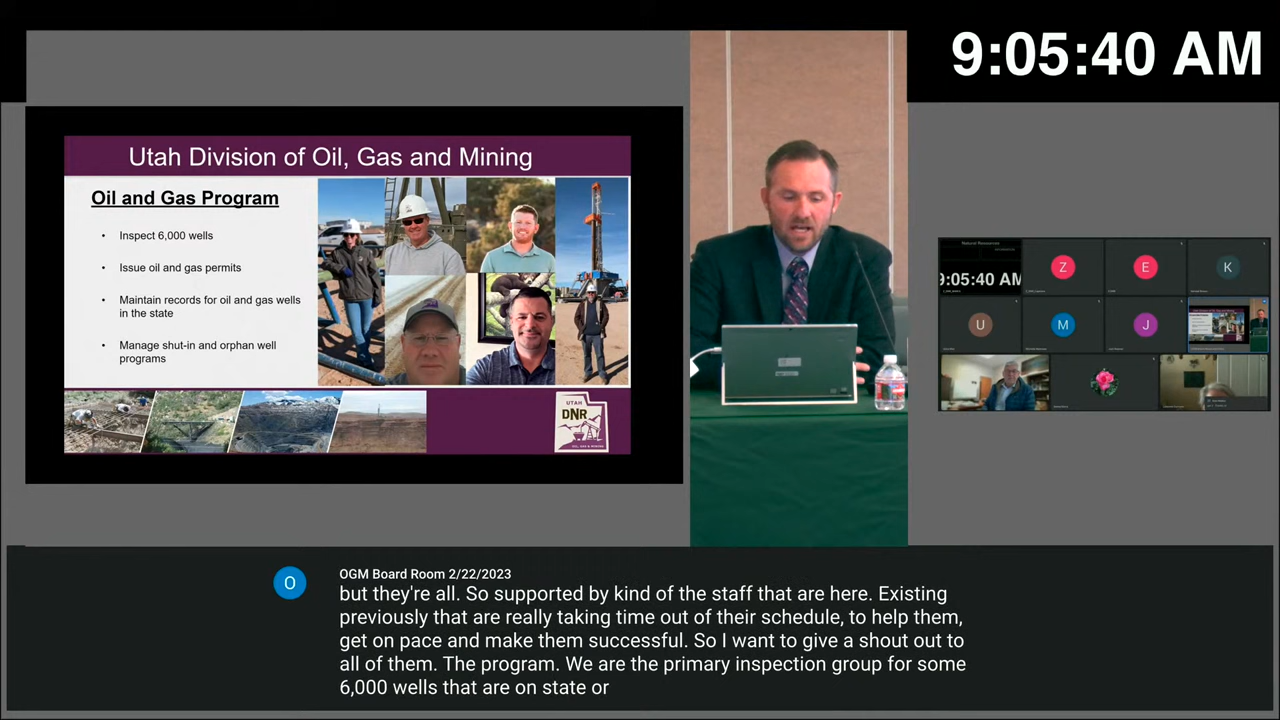 9:05:40 AM
Utah Division of Oil, Gas and Mining
Oil and Gas Program
• Inspect 6,000 wells
• Issue oil and gas permits
• Maintain records for oil and gas wells
in the state
• Manage shut-in and orphan well
programs
UTAH
DNR
OIL, GAS & MINING
Natural Resources
9:05:40 AM
Z
E
K
U
M
J
O
OGM Board Room 2/22/2023
but they're all. So supported by kind of the staff that are here. Existing
previously that are really taking time out of their schedule, to help them,
get on pace and make them successful. So I want to give a shout out to
all of them. The program. We are the primary inspection group for some
6,000 wells that are on state or